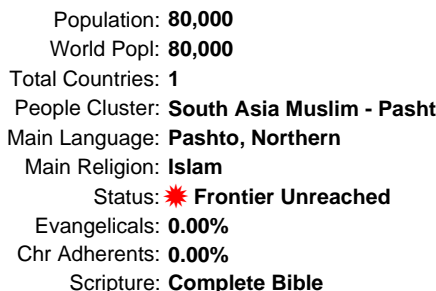 Population: 80,000
World Popl: 80,000
Total Countries: 1
People Cluster: South Asia Muslim - Pasht
Main Language: Pashto, Northern
Main Religion: Islam
Status: Frontier Unreached
Evangelicals: 0.00%
Chr Adherents: 0.00%
Scripture: Complete Bible